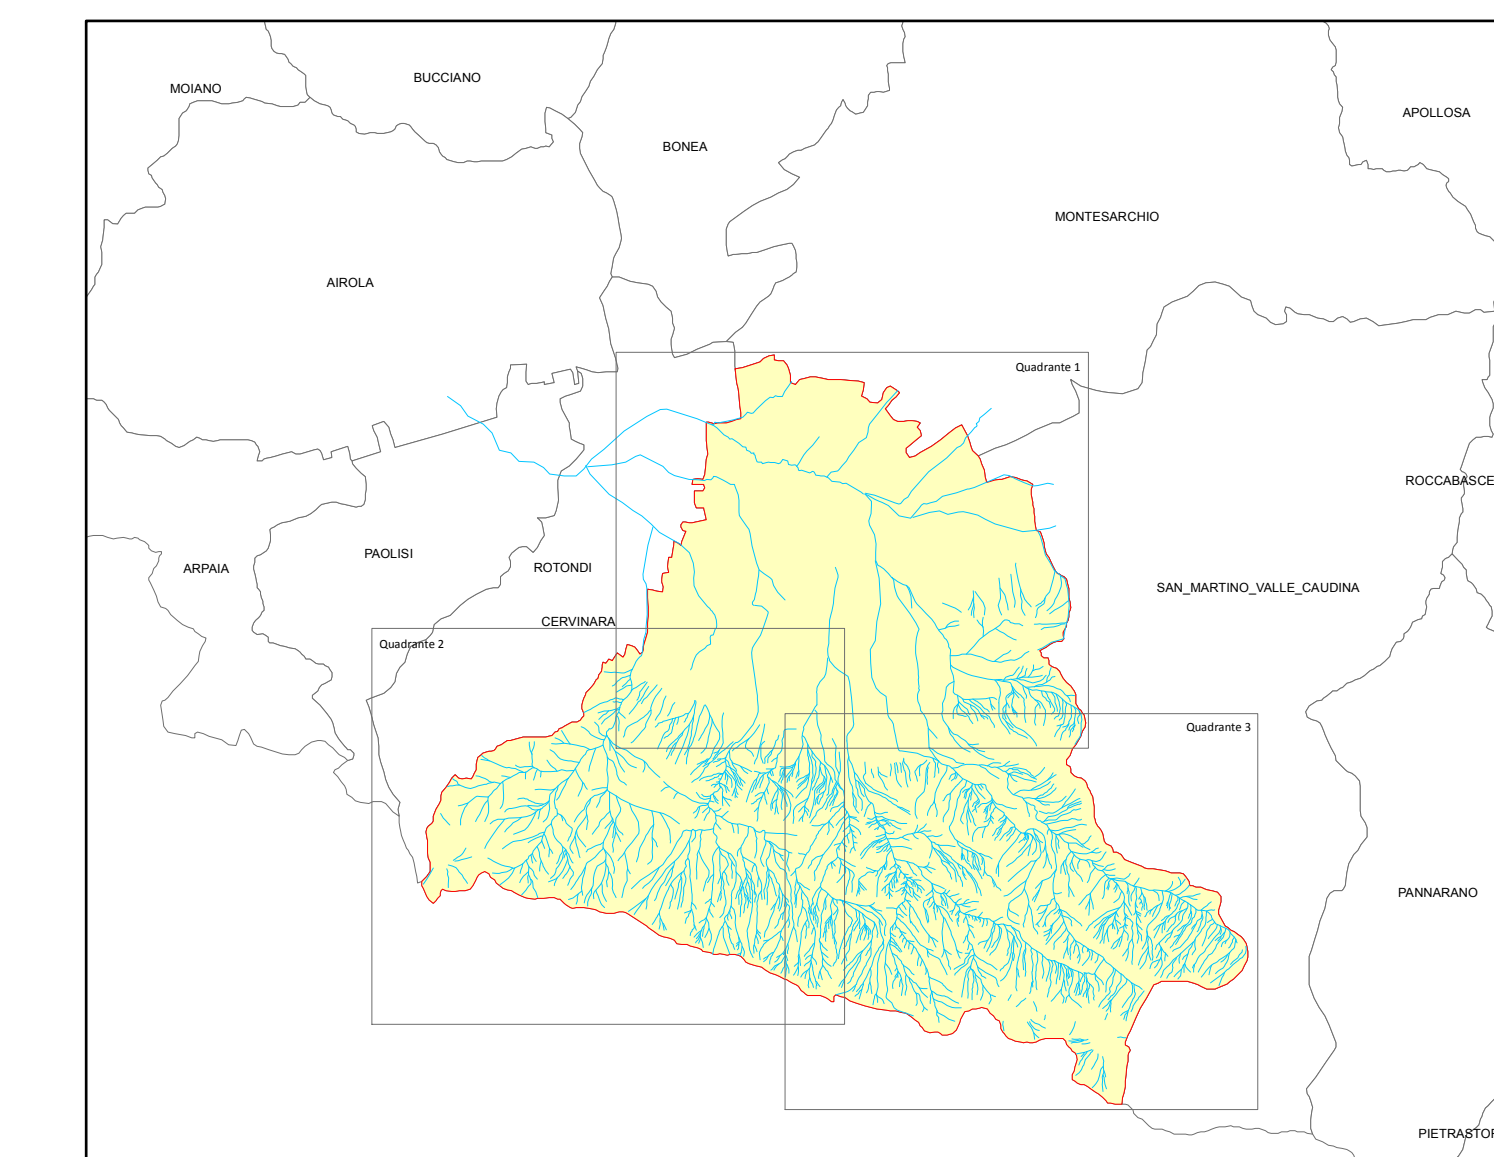 BUCCIANO
MOIANO
APOLLOSA
BONEA
MONTESARCHIO
AIROLA
Quadrante 1
ROCCABASCE
PAOLISI
ARPAIA
ROTONDI
SAN_MARTINO_VALLE_CAUDINA
CERVINARA
Quadrante 2
Quadrante 3
PANNARANO
PIETRASTOR